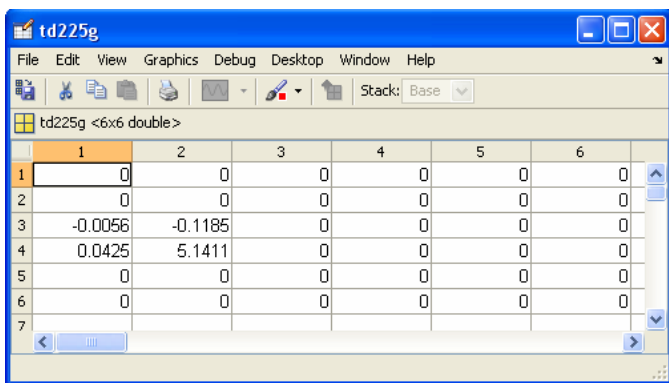 td225g
File Edit View Graphics Debug Desktop Window Help
Stack: Base
td225g <6x6 double>
1 2 3 4 5 6
1 0 0 0 0 0 0
2 0 0 0 0 0 0
3 -0.0056 -0.1185 0 0 0 0
4 0.0425 5.1411 0 0 0 0
5 0 0 0 0 0 0
6 0 0 0 0 0 0
7